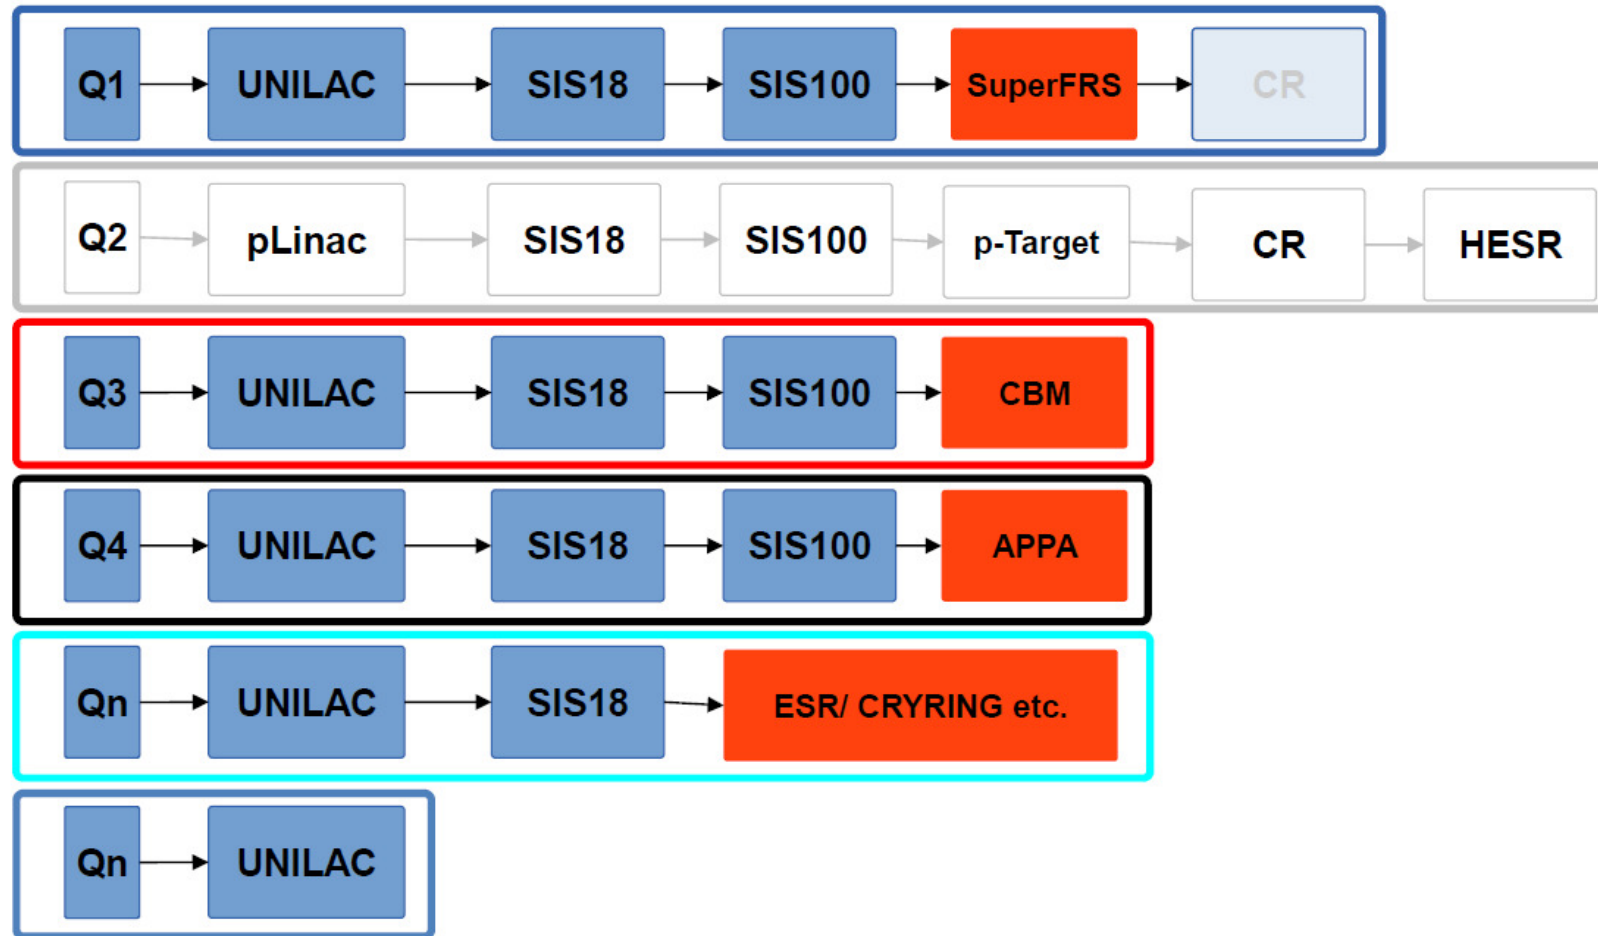 Q1 UNILAC SIS18 SIS100 SuperFRS CR
Q2 pLinac SIS18 SIS100 p-Target CR HESR
Q3 UNILAC SIS18 SIS100 CBM
Q4 UNILAC SIS18 SIS100 APPA
Qn UNILAC SIS18 ESR/ CRYRING etc.
Qn UNILAC